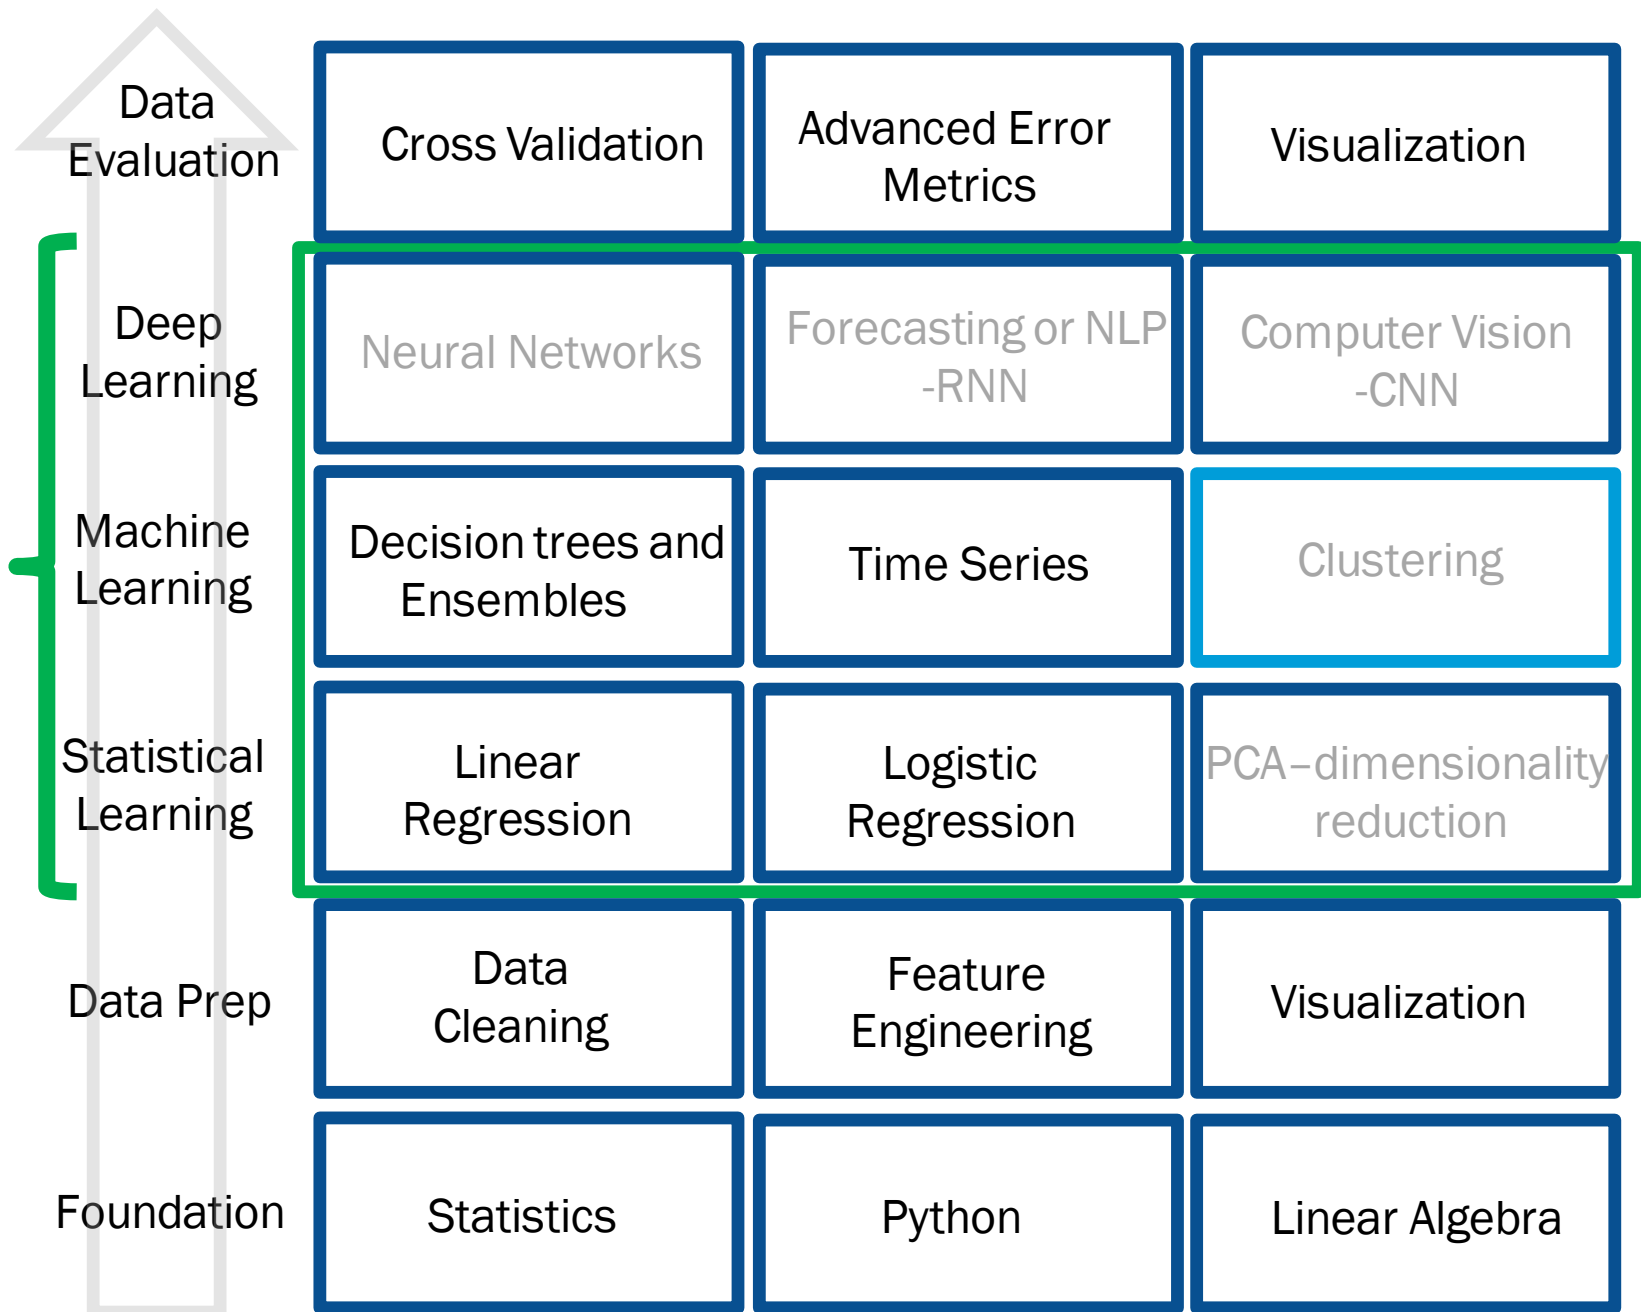 Data
Evaluation
Cross Validation
Advanced Error
Metrics
Visualization
Deep
Learning
Neural Networks
Forecasting or NLP
-RNN
Computer Vision
-CNN
Machine
Learning
Decision trees and
Ensembles
Time Series
Clustering
Statistical
Learning
Linear
Regression
Logistic
Regression
PCA–dimensionality
reduction
Data Prep
Data
Cleaning
Feature
Engineering
Visualization
Foundation
Statistics
Python
Linear Algebra